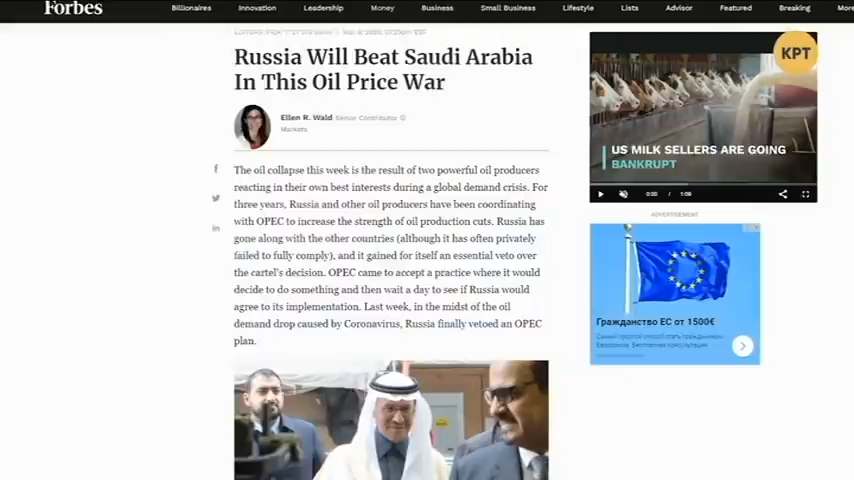 Forbes
Billionaires Innovation Leadership Money Business Small Business Lifestyle Lists Advisor Featured Breaking More
Russia Will Beat Saudi Arabia
In This Oil Price War
Ellen R. Wald Senior Contributor
Markets
The oil collapse this week is the result of two powerful oil producers
reacting in their own best interests during a global demand crisis. For
three years, Russia and other oil producers have been coordinating
with OPEC to increase the strength of oil production cuts. Russia has
gone along with the other countries (although it has often privately
failed to fully comply), and it gained for itself an essential veto over
the cartel's decision. OPEC came to accept a practice where it would
decide to do something and then wait a day to see if Russia would
agree to its implementation. Last week, in the midst of the oil
demand drop caused by Coronavirus, Russia finally vetoed an OPEC
plan.
КРТ
US MILK SELLERS ARE GOING
BANKRUPT
0:00 / 1:09
ADVERTISEMENT
Гражданство ЕС от 1500€